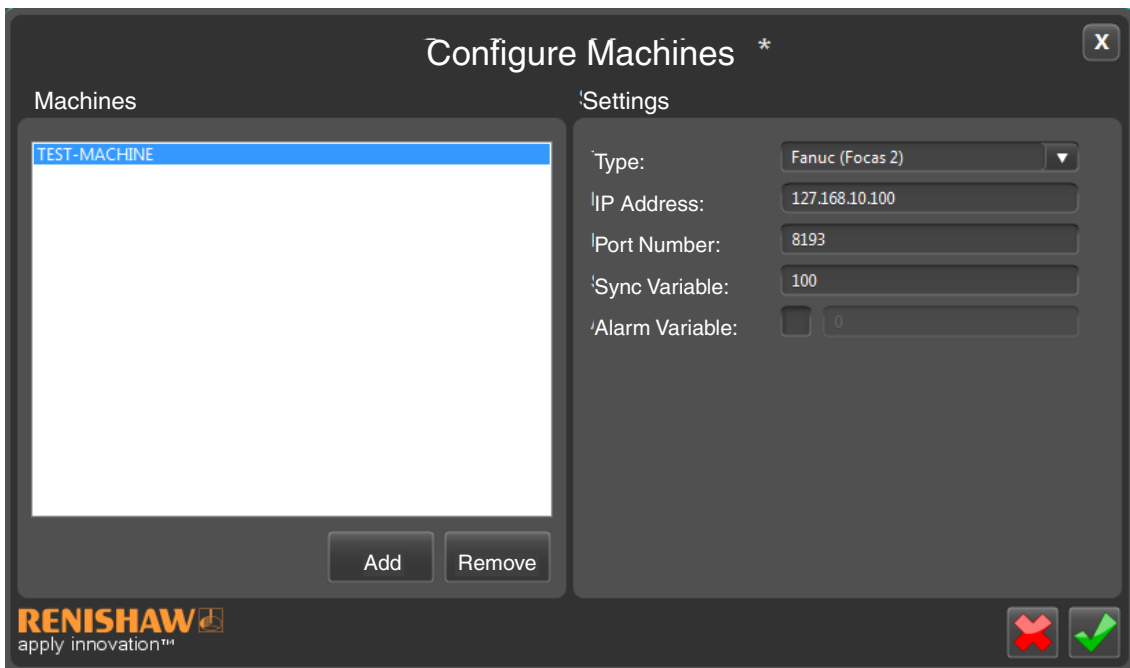 Configure Machines *
X
Machines
Settings
TEST-MACHINE
Type: Fanuc (Focas 2)
IP Address: 127.168.10.100
Port Number: 8193
Sync Variable: 100
Alarm Variable: 0
Add Remove
RENISHAW
apply innovation™